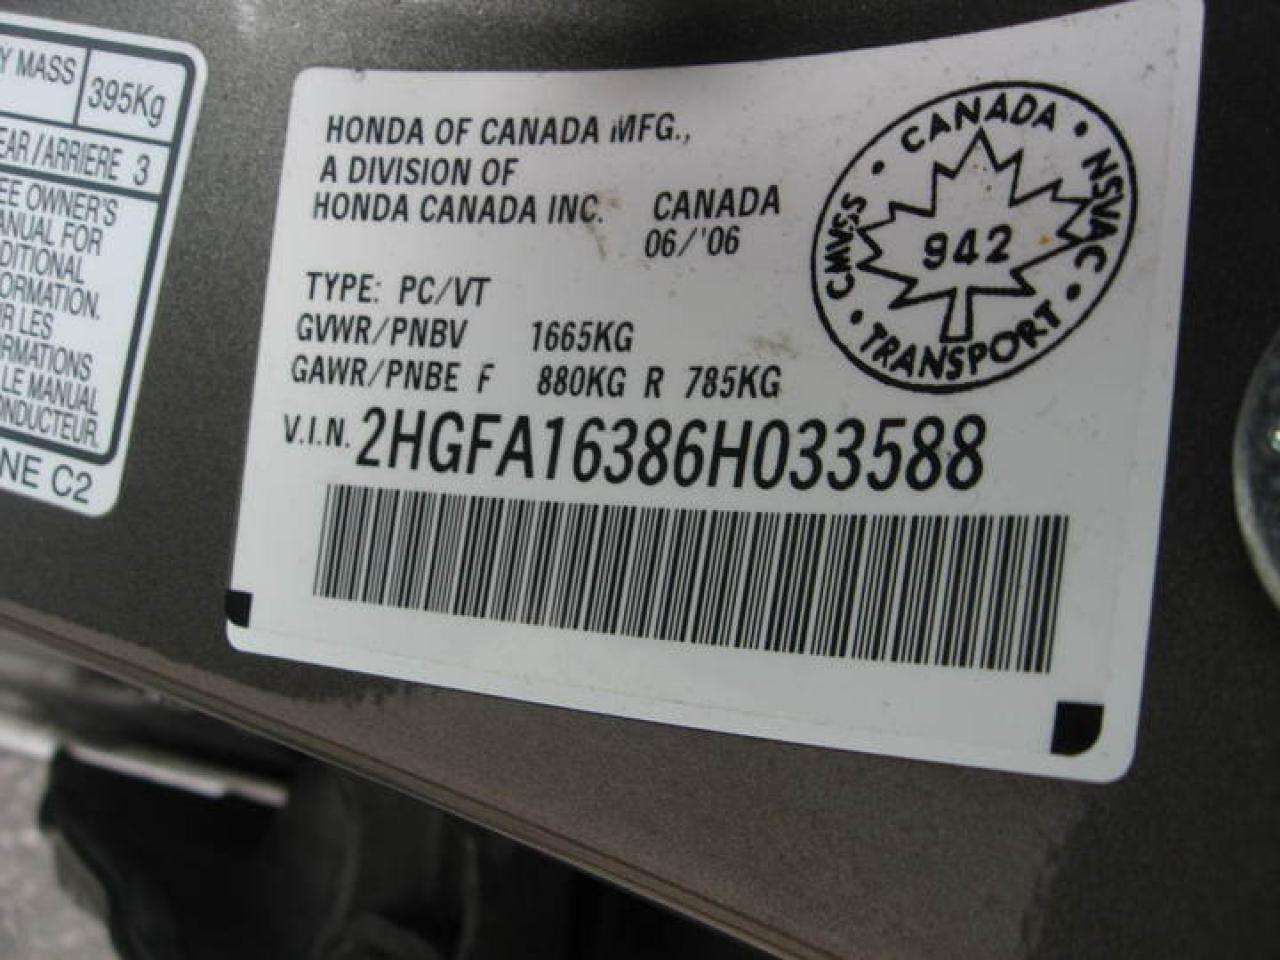 Y MASS
395Kg
EAR/ARRIERE 3
EE OWNER'S
ANUAL FOR
DITIONAL
ORMATION.
R LES
RMATIONS
LE MANUAL
ONDUCTEUR.
NE C2
HONDA OF CANADA MFG.,
A DIVISION OF
HONDA CANADA INC. CANADA
06/'06
TYPE: PC/VT
GVWR/PNBV 1665KG
GAWR/PNBE F 880KG R 785KG
V.I.N. 2HGFA16386H033588
CANADA • NSVAC • TRANSPORT • CMVSS •
942